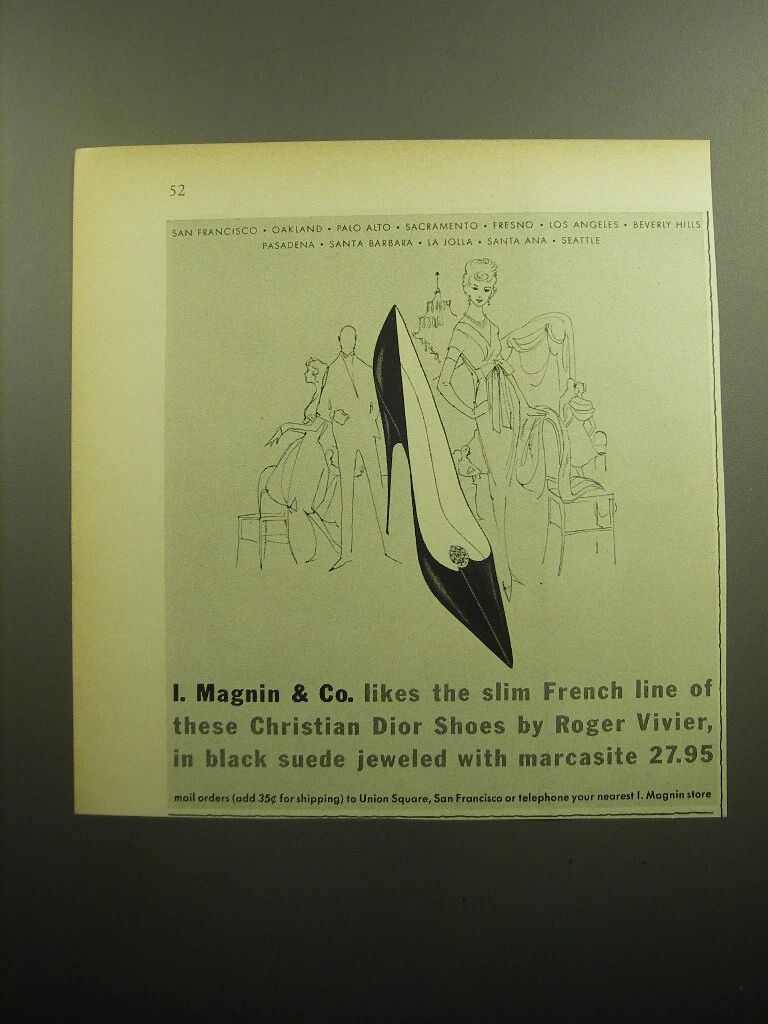 52
SAN FRANCISCO • OAKLAND • PALO ALTO • SACRAMENTO • FRESNO • LOS ANGELES • BEVERLY HILLS
PASADENA • SANTA BARBARA • LA JOLLA • SANTA ANA • SEATTLE
I. Magnin & Co. likes the slim French line of
these Christian Dior Shoes by Roger Vivier,
in black suede jeweled with marcasite 27.95
mail orders (add 35¢ for shipping) to Union Square, San Francisco or telephone your nearest I. Magnin store